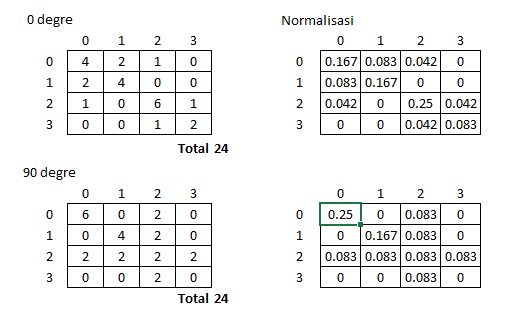 0 degre Normalisasi
0 1 2 3 0 1 2 3
0 4 2 1 0 0 0.167 0.083 0.042 0
1 2 4 0 0 1 0.083 0.167 0 0
2 1 0 6 1 2 0.042 0 0.25 0.042
3 0 0 1 2 3 0 0 0.042 0.083
Total 24
90 degre
0 1 2 3 0 1 2 3
0 6 0 2 0 0 0.25 0 0.083 0
1 0 4 2 0 1 0 0.167 0.083 0
2 2 2 2 2 2 0.083 0.083 0.083 0.083
3 0 0 2 0 3 0 0 0.083 0
Total 24